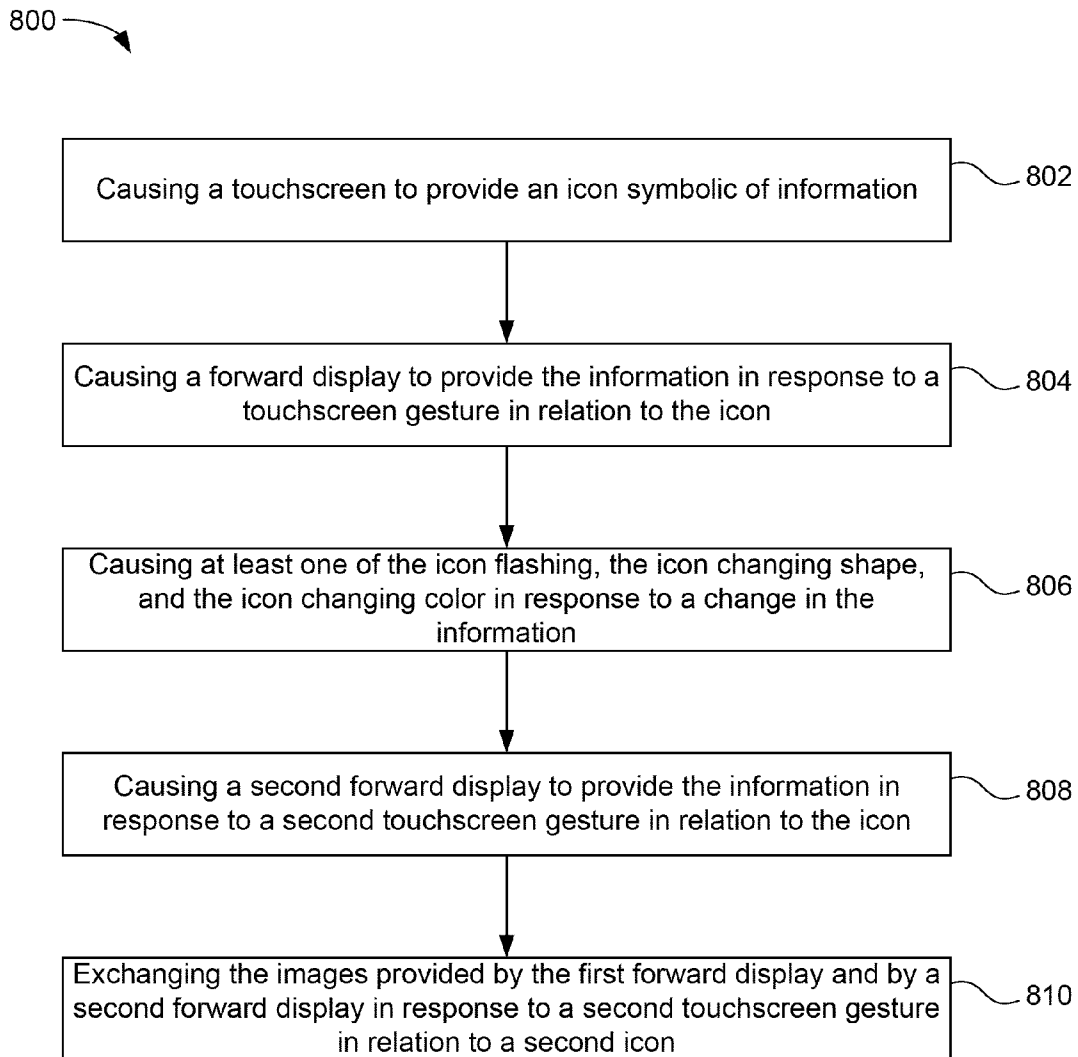 800
Causing a touchscreen to provide an icon symbolic of information
802
Causing a forward display to provide the information in response to a
touchscreen gesture in relation to the icon
804
Causing at least one of the icon flashing, the icon changing shape,
and the icon changing color in response to a change in the
information
806
Causing a second forward display to provide the information in
response to a second touchscreen gesture in relation to the icon
808
Exchanging the images provided by the first forward display and by a
second forward display in response to a second touchscreen gesture
in relation to a second icon
810